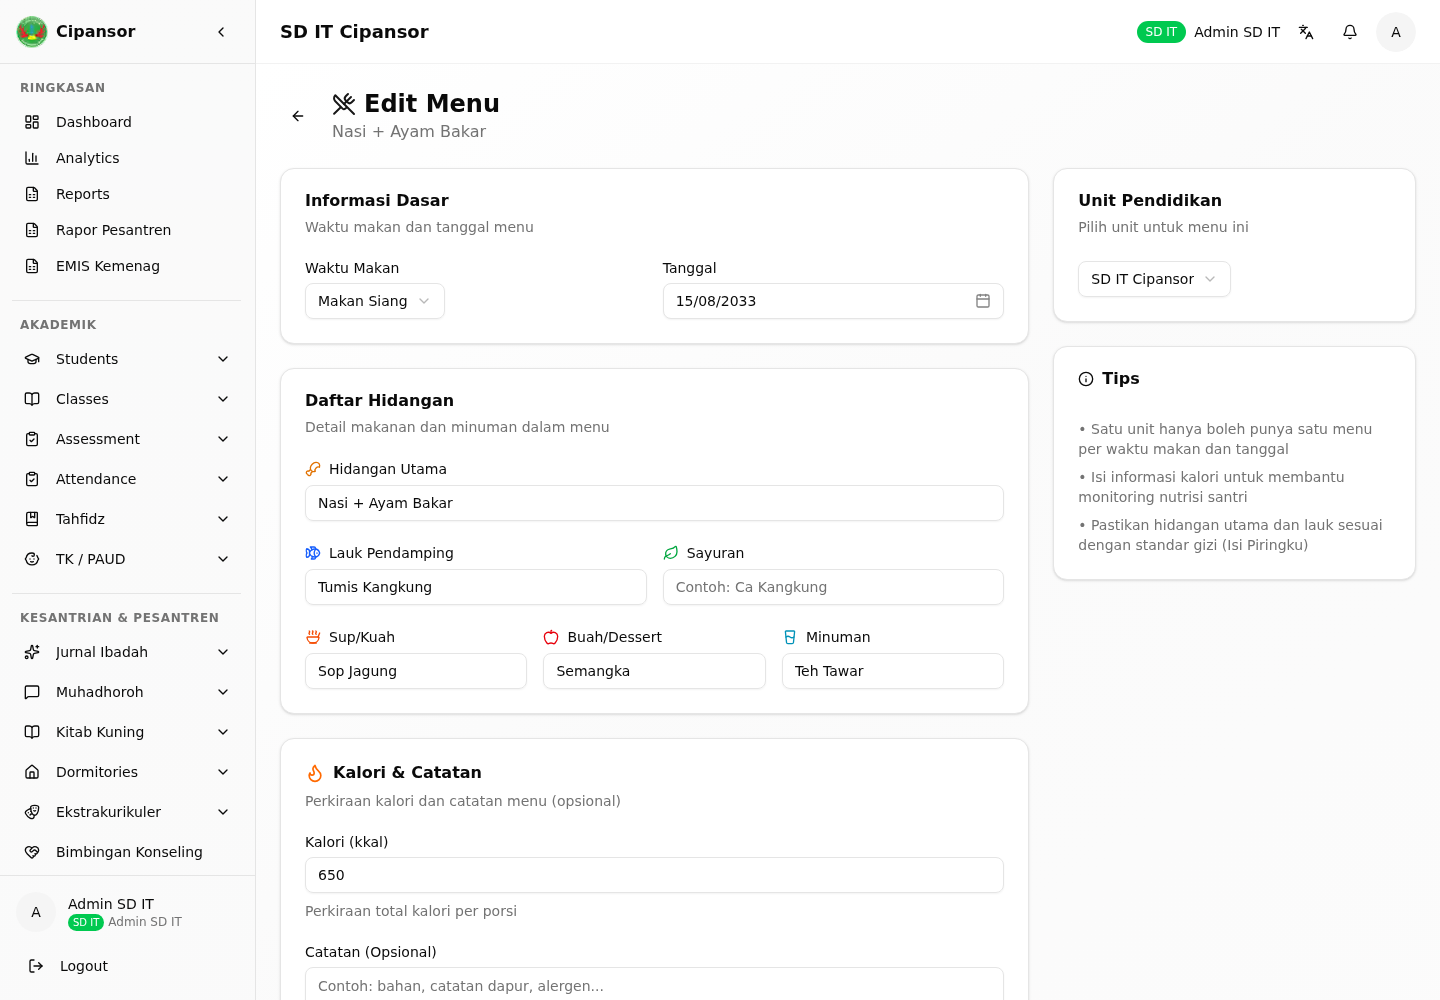 Cipansor
RINGKASAN
Dashboard
Analytics
Reports
Rapor Pesantren
EMIS Kemenag
AKADEMIK
Students
Classes
Assessment
Attendance
Tahfidz
TK / PAUD
KESANTRIAN & PESANTREN
Jurnal Ibadah
Muhadhoroh
Kitab Kuning
Dormitories
Ekstrakurikuler
Bimbingan Konseling
A
Admin SD IT
SD IT Admin SD IT
Logout
SD IT Cipansor
SD IT Admin SD IT A
Edit Menu
Nasi + Ayam Bakar
Informasi Dasar
Waktu makan dan tanggal menu
Waktu Makan
Makan Siang
Tanggal
15/08/2033
Daftar Hidangan
Detail makanan dan minuman dalam menu
Hidangan Utama
Nasi + Ayam Bakar
Lauk Pendamping
Tumis Kangkung
Sayuran
Contoh: Ca Kangkung
Sup/Kuah
Sop Jagung
Buah/Dessert
Semangka
Minuman
Teh Tawar
Kalori & Catatan
Perkiraan kalori dan catatan menu (opsional)
Kalori (kkal)
650
Perkiraan total kalori per porsi
Catatan (Opsional)
Contoh: bahan, catatan dapur, alergen...
Unit Pendidikan
Pilih unit untuk menu ini
SD IT Cipansor
Tips
• Satu unit hanya boleh punya satu menu
per waktu makan dan tanggal
• Isi informasi kalori untuk membantu
monitoring nutrisi santri
• Pastikan hidangan utama dan lauk sesuai
dengan standar gizi (Isi Piringku)